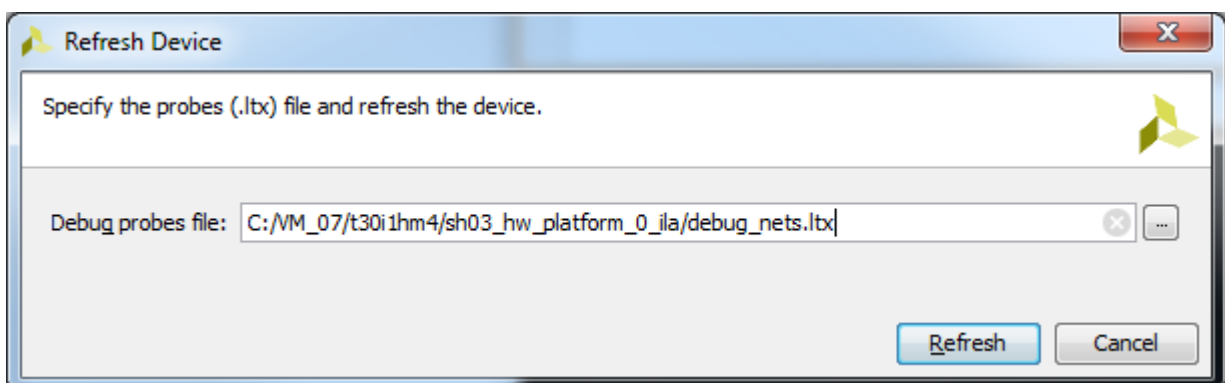 Refresh Device
Specify the probes (.ltx) file and refresh the device.
Debug probes file: C:/VM_07/t30i1hm4/sh03_hw_platform_0_ila/debug_nets.ltx
...
Refresh Cancel